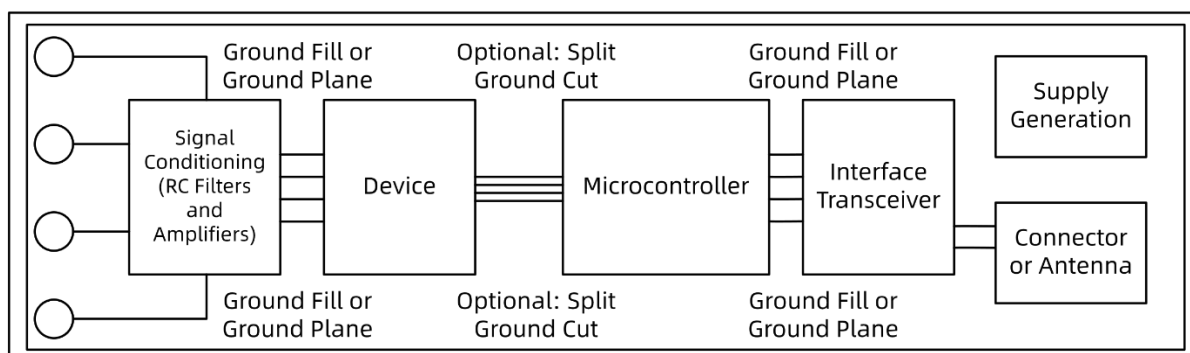 Ground Fill or
Ground Plane
Optional: Split
Ground Cut
Ground Fill or
Ground Plane
Supply
Generation
Signal
Conditioning
(RC Filters
and
Amplifiers)
Device
Microcontroller
Interface
Transceiver
Connector
or Antenna
Ground Fill or
Ground Plane
Optional: Split
Ground Cut
Ground Fill or
Ground Plane